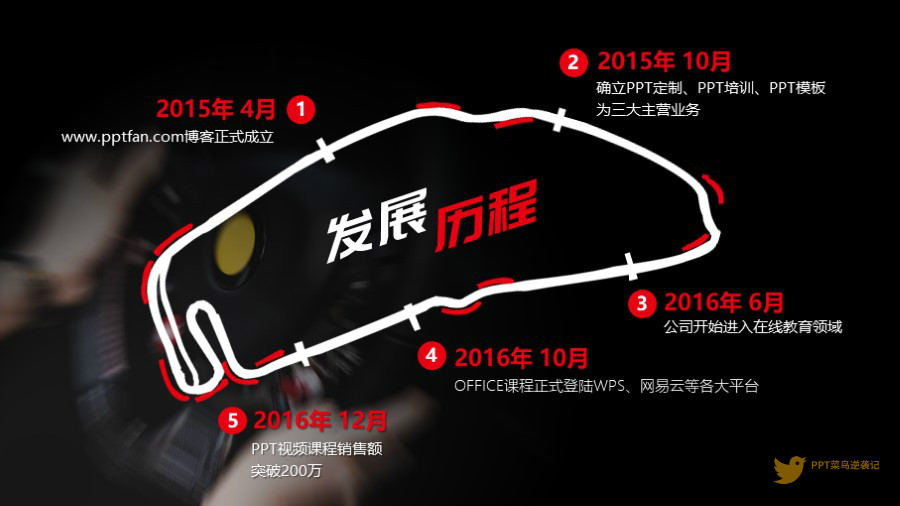 2015年 4月 1
www.pptfan.com博客正式成立
2 2015年 10月
确立PPT定制、PPT培训、PPT模板
为三大主营业务
发展历程
3 2016年 6月
公司开始进入在线教育领域
4 2016年 10月
OFFICE课程正式登陆WPS、网易云等各大平台
5 2016年 12月
PPT视频课程销售额
突破200万
PPT菜鸟逆袭记